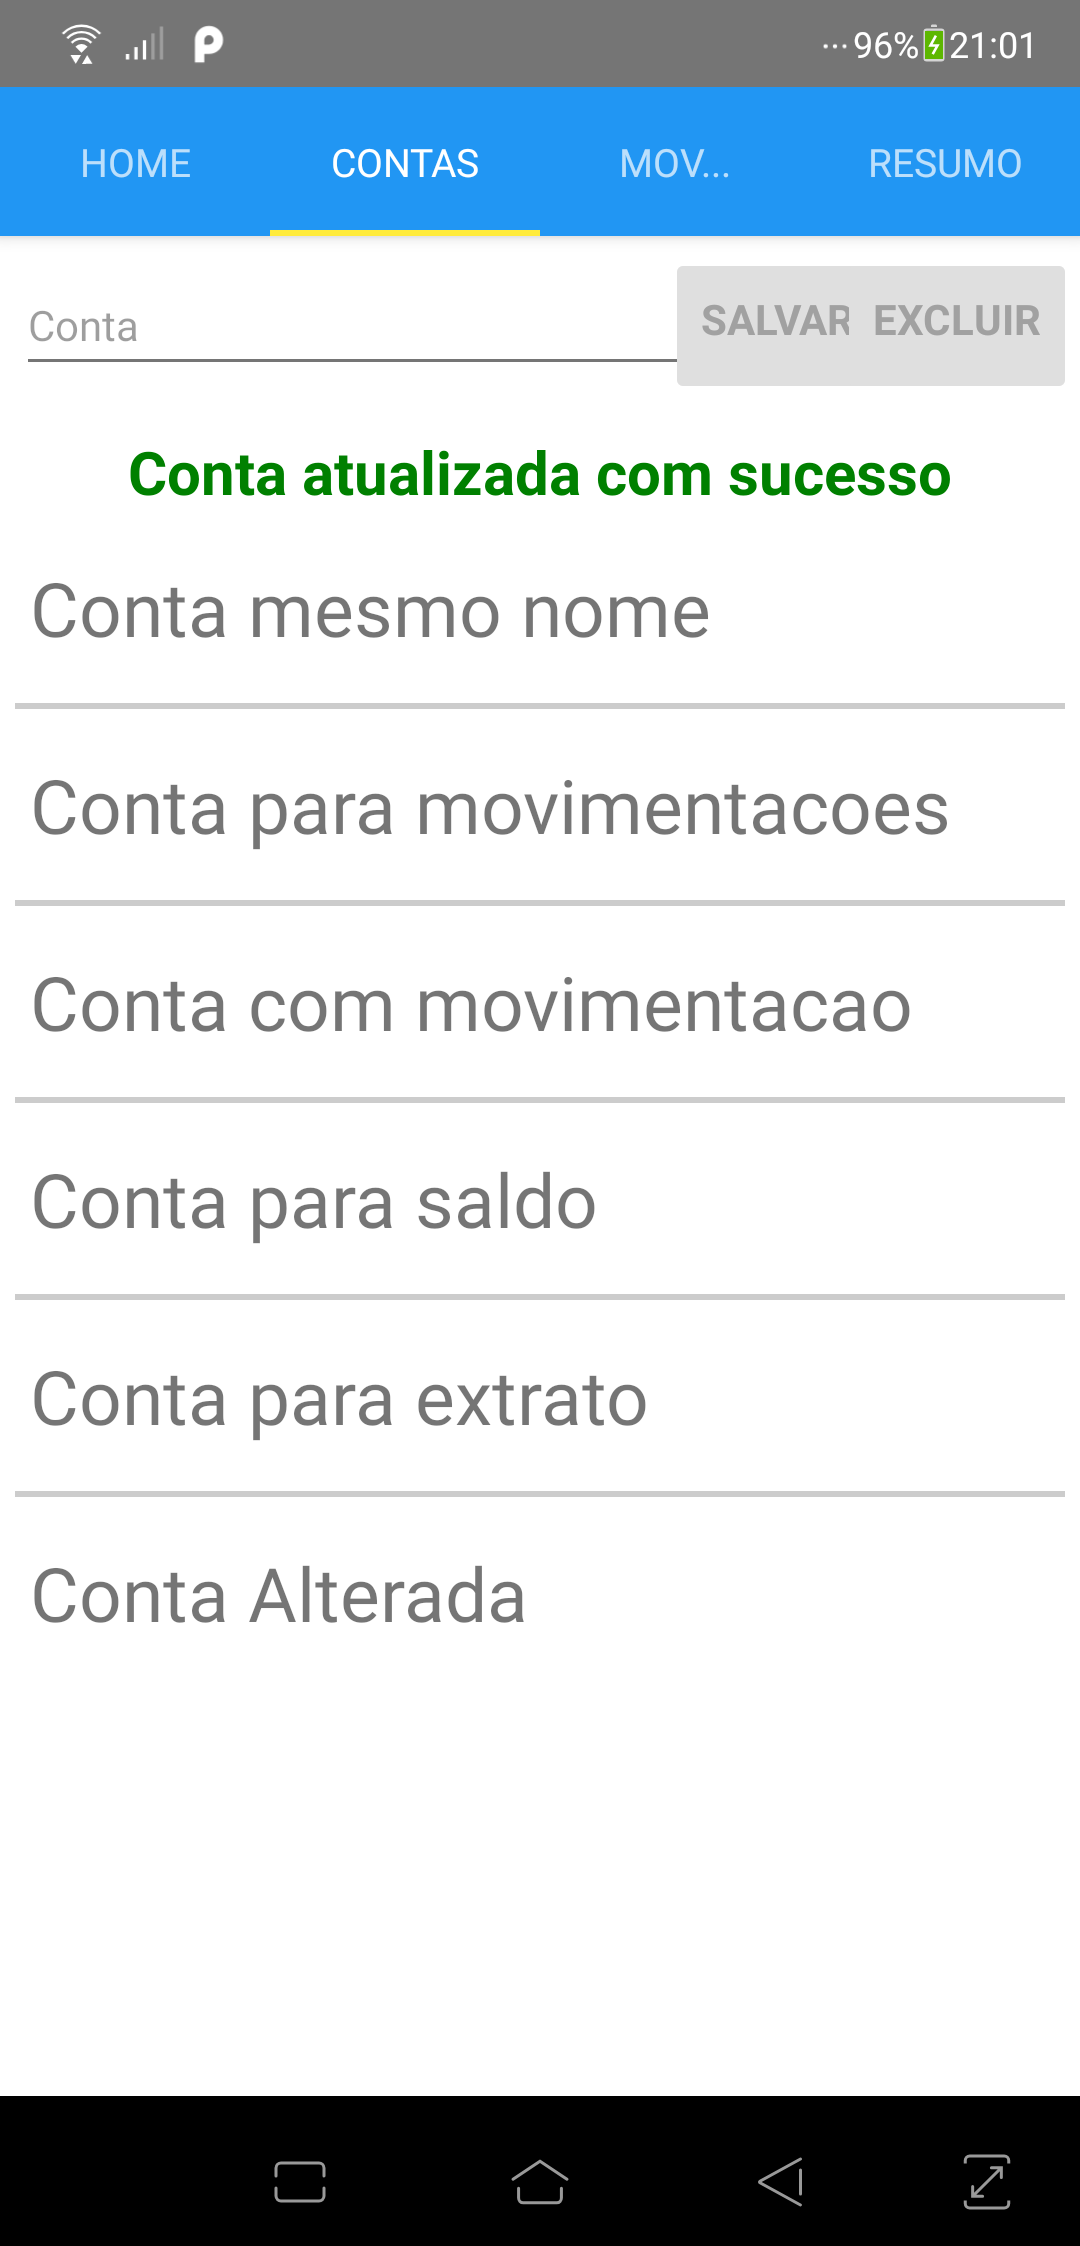 96% 21:01
HOME CONTAS MOV... RESUMO
Conta SALVAR EXCLUIR
Conta atualizada com sucesso
Conta mesmo nome
Conta para movimentacoes
Conta com movimentacao
Conta para saldo
Conta para extrato
Conta Alterada